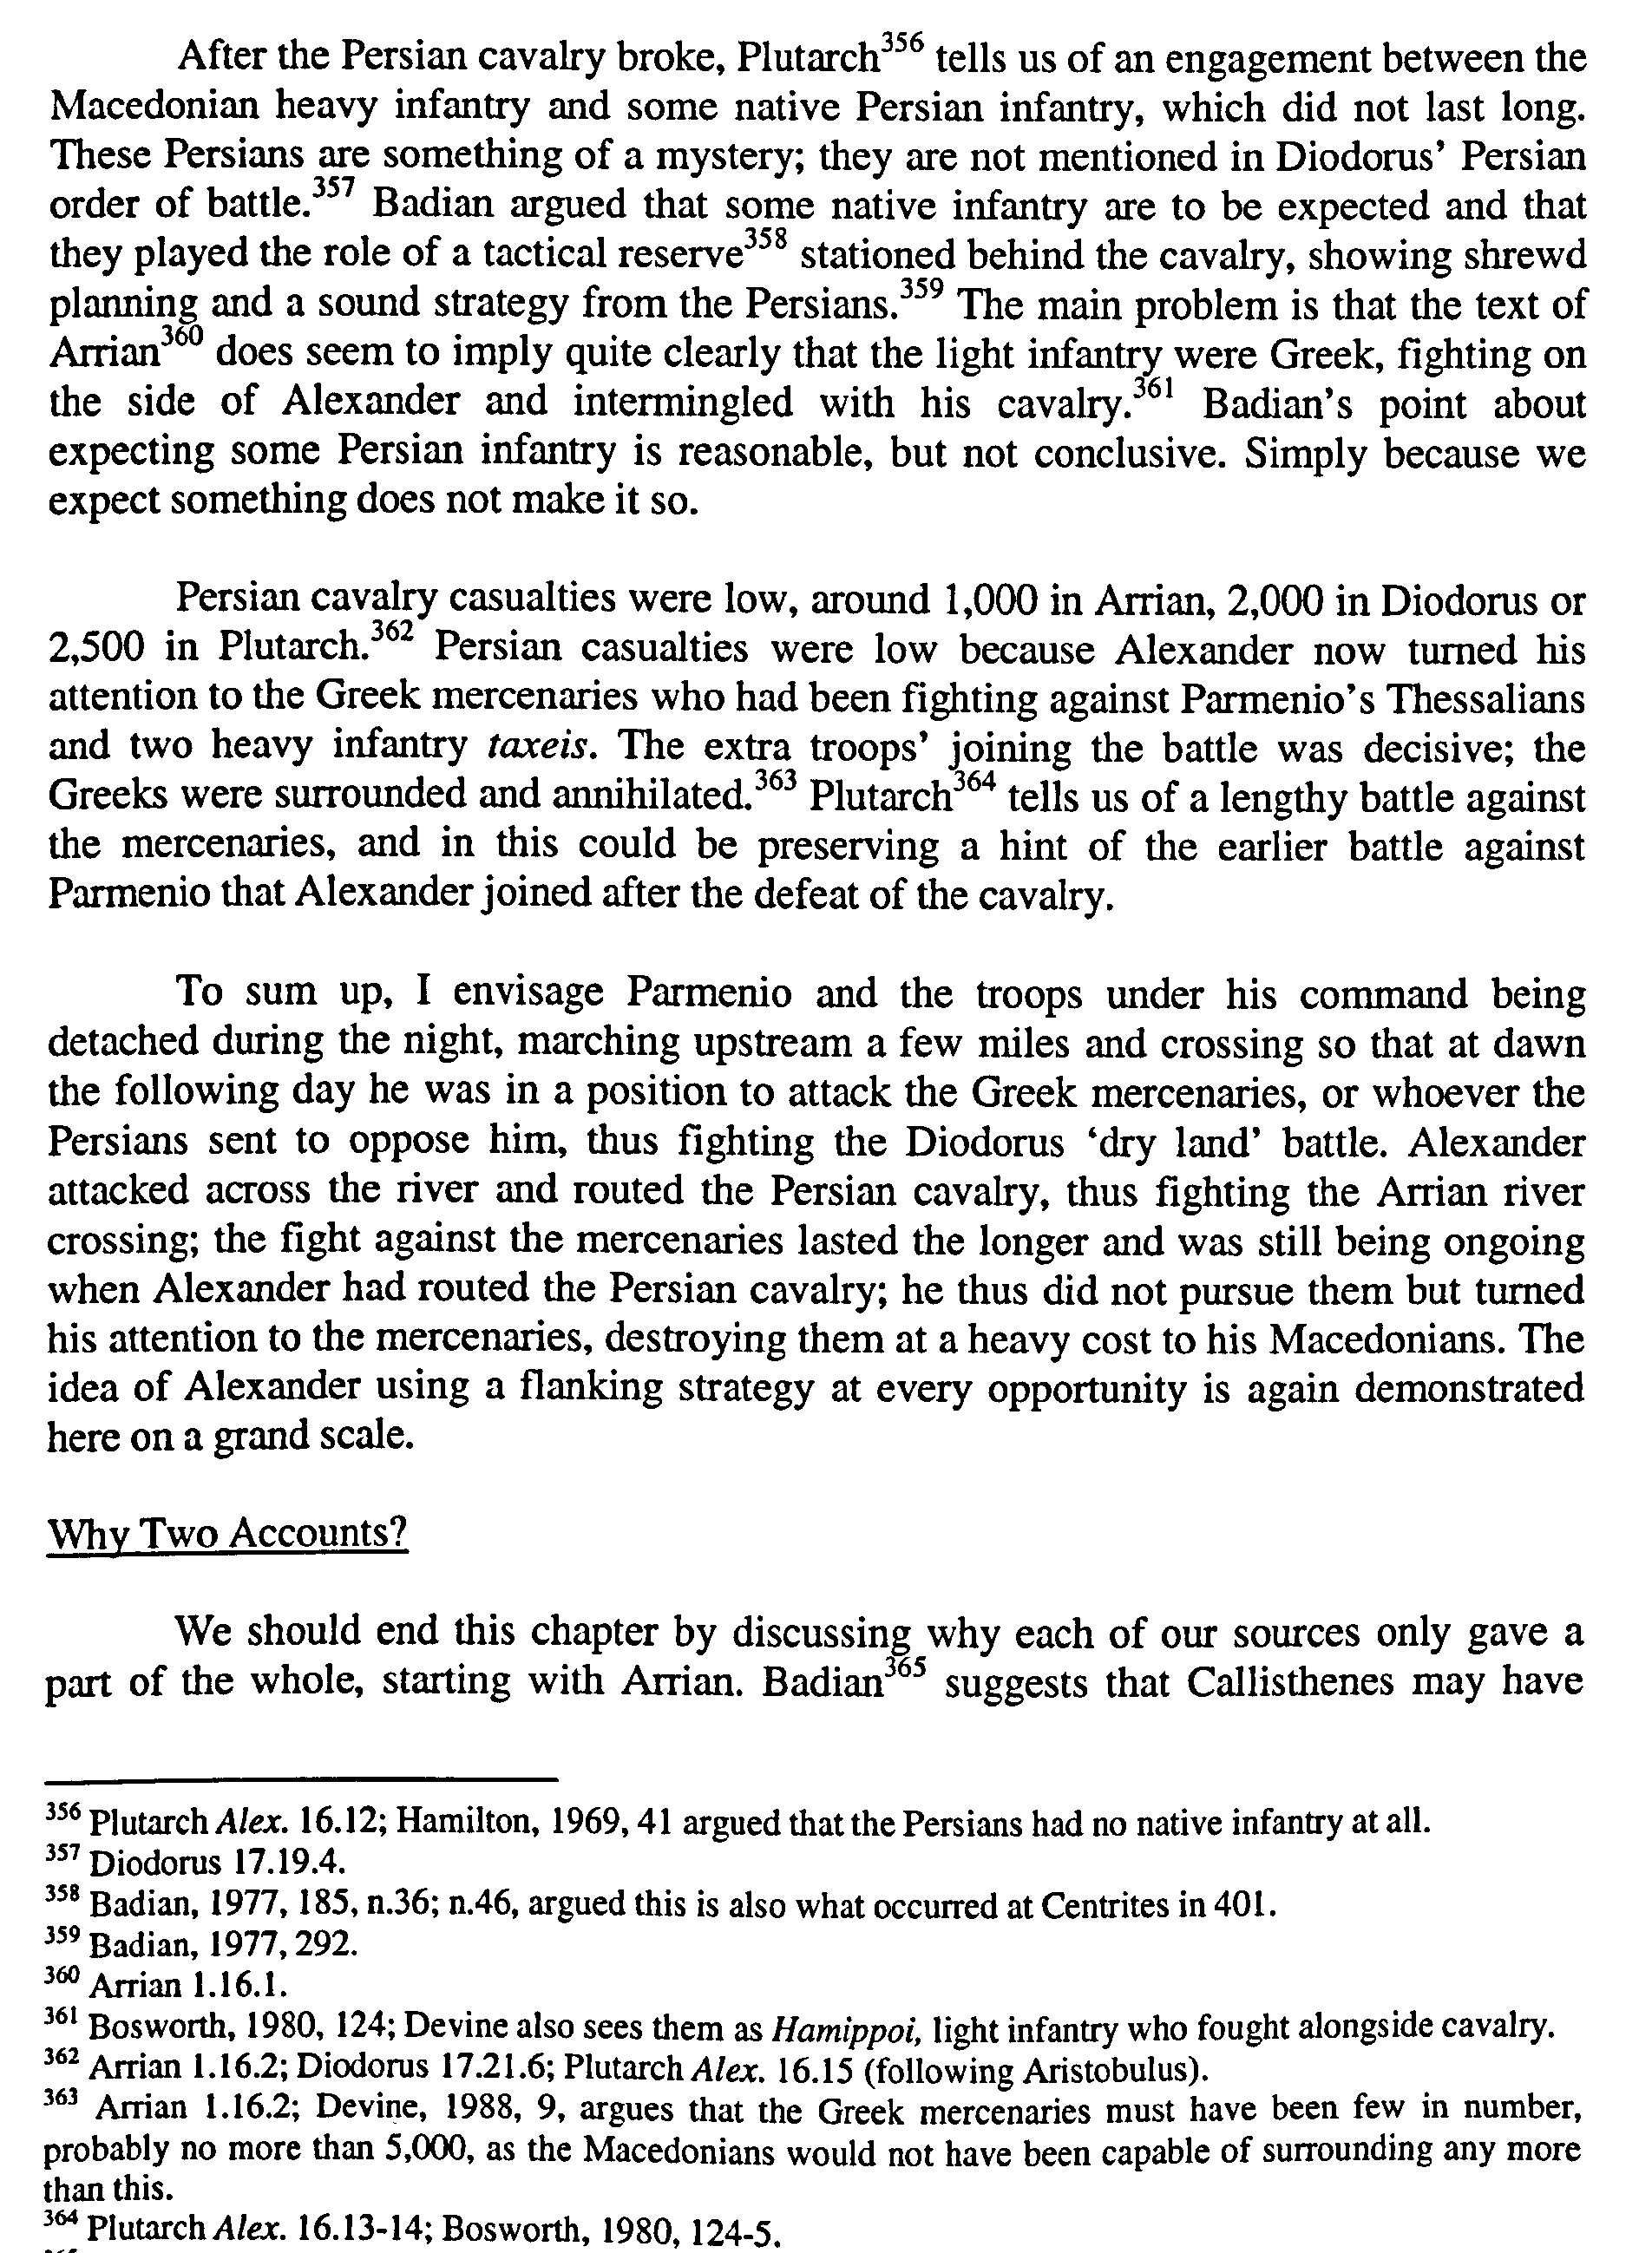 After the Persian cavalry broke, Plutarch356 tells us of an engagement between the
Macedonian heavy infantry and some native Persian infantry, which did not last long.
These Persians are something of a mystery; they are not mentioned in Diodorus’ Persian
order of battle.357 Badian argued that some native infantry are to be expected and that
they played the role of a tactical reserve358 stationed behind the cavalry, showing shrewd
planning and a sound strategy from the Persians.359 The main problem is that the text of
Arrian360 does seem to imply quite clearly that the light infantry were Greek, fighting on
the side of Alexander and intermingled with his cavalry.361 Badian’s point about
expecting some Persian infantry is reasonable, but not conclusive. Simply because we
expect something does not make it so.
Persian cavalry casualties were low, around 1,000 in Arrian, 2,000 in Diodorus or
2,500 in Plutarch.362 Persian casualties were low because Alexander now turned his
attention to the Greek mercenaries who had been fighting against Parmenio’s Thessalians
and two heavy infantry taxeis. The extra troops’ joining the battle was decisive; the
Greeks were surrounded and annihilated.363 Plutarch364 tells us of a lengthy battle against
the mercenaries, and in this could be preserving a hint of the earlier battle against
Parmenio that Alexander joined after the defeat of the cavalry.
To sum up, I envisage Parmenio and the troops under his command being
detached during the night, marching upstream a few miles and crossing so that at dawn
the following day he was in a position to attack the Greek mercenaries, or whoever the
Persians sent to oppose him, thus fighting the Diodorus ‘dry land’ battle. Alexander
attacked across the river and routed the Persian cavalry, thus fighting the Arrian river
crossing; the fight against the mercenaries lasted the longer and was still being ongoing
when Alexander had routed the Persian cavalry; he thus did not pursue them but turned
his attention to the mercenaries, destroying them at a heavy cost to his Macedonians. The
idea of Alexander using a flanking strategy at every opportunity is again demonstrated
here on a grand scale.
Why Two Accounts?
We should end this chapter by discussing why each of our sources only gave a
part of the whole, starting with Arrian. Badian365 suggests that Callisthenes may have
356 Plutarch Alex. 16.12; Hamilton, 1969, 41 argued that the Persians had no native infantry at all.
357 Diodorus 17.19.4.
358 Badian, 1977, 185, n.36; n.46, argued this is also what occurred at Centrites in 401.
359 Badian, 1977, 292.
360 Arrian 1.16.1.
361 Bosworth, 1980, 124; Devine also sees them as Hamippoi, light infantry who fought alongside cavalry.
362 Arrian 1.16.2; Diodorus 17.21.6; Plutarch Alex. 16.15 (following Aristobulus).
363 Arrian 1.16.2; Devine, 1988, 9, argues that the Greek mercenaries must have been few in number,
probably no more than 5,000, as the Macedonians would not have been capable of surrounding any more
than this.
364 Plutarch Alex. 16.13-14; Bosworth, 1980, 124-5.